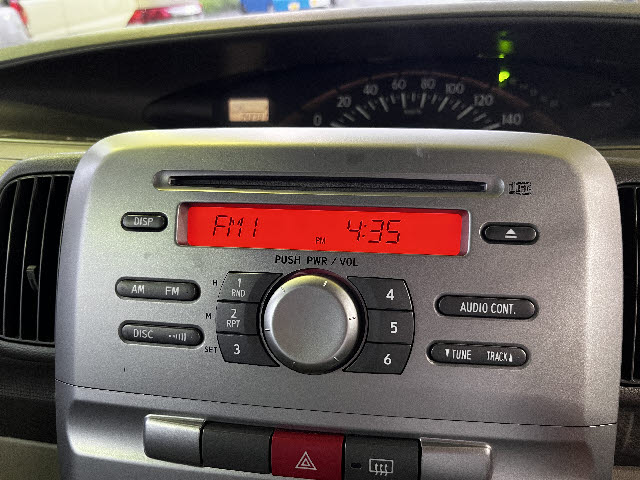 0 20 40 60 80 100 120 140
DISP
FM1 PM 4:35
PUSH PWR / VOL
AM FM
H 1 RND
4
AUDIO CONT.
M 2 RPT
5
DISC
SET 3
6
▼TUNE TRACK▲